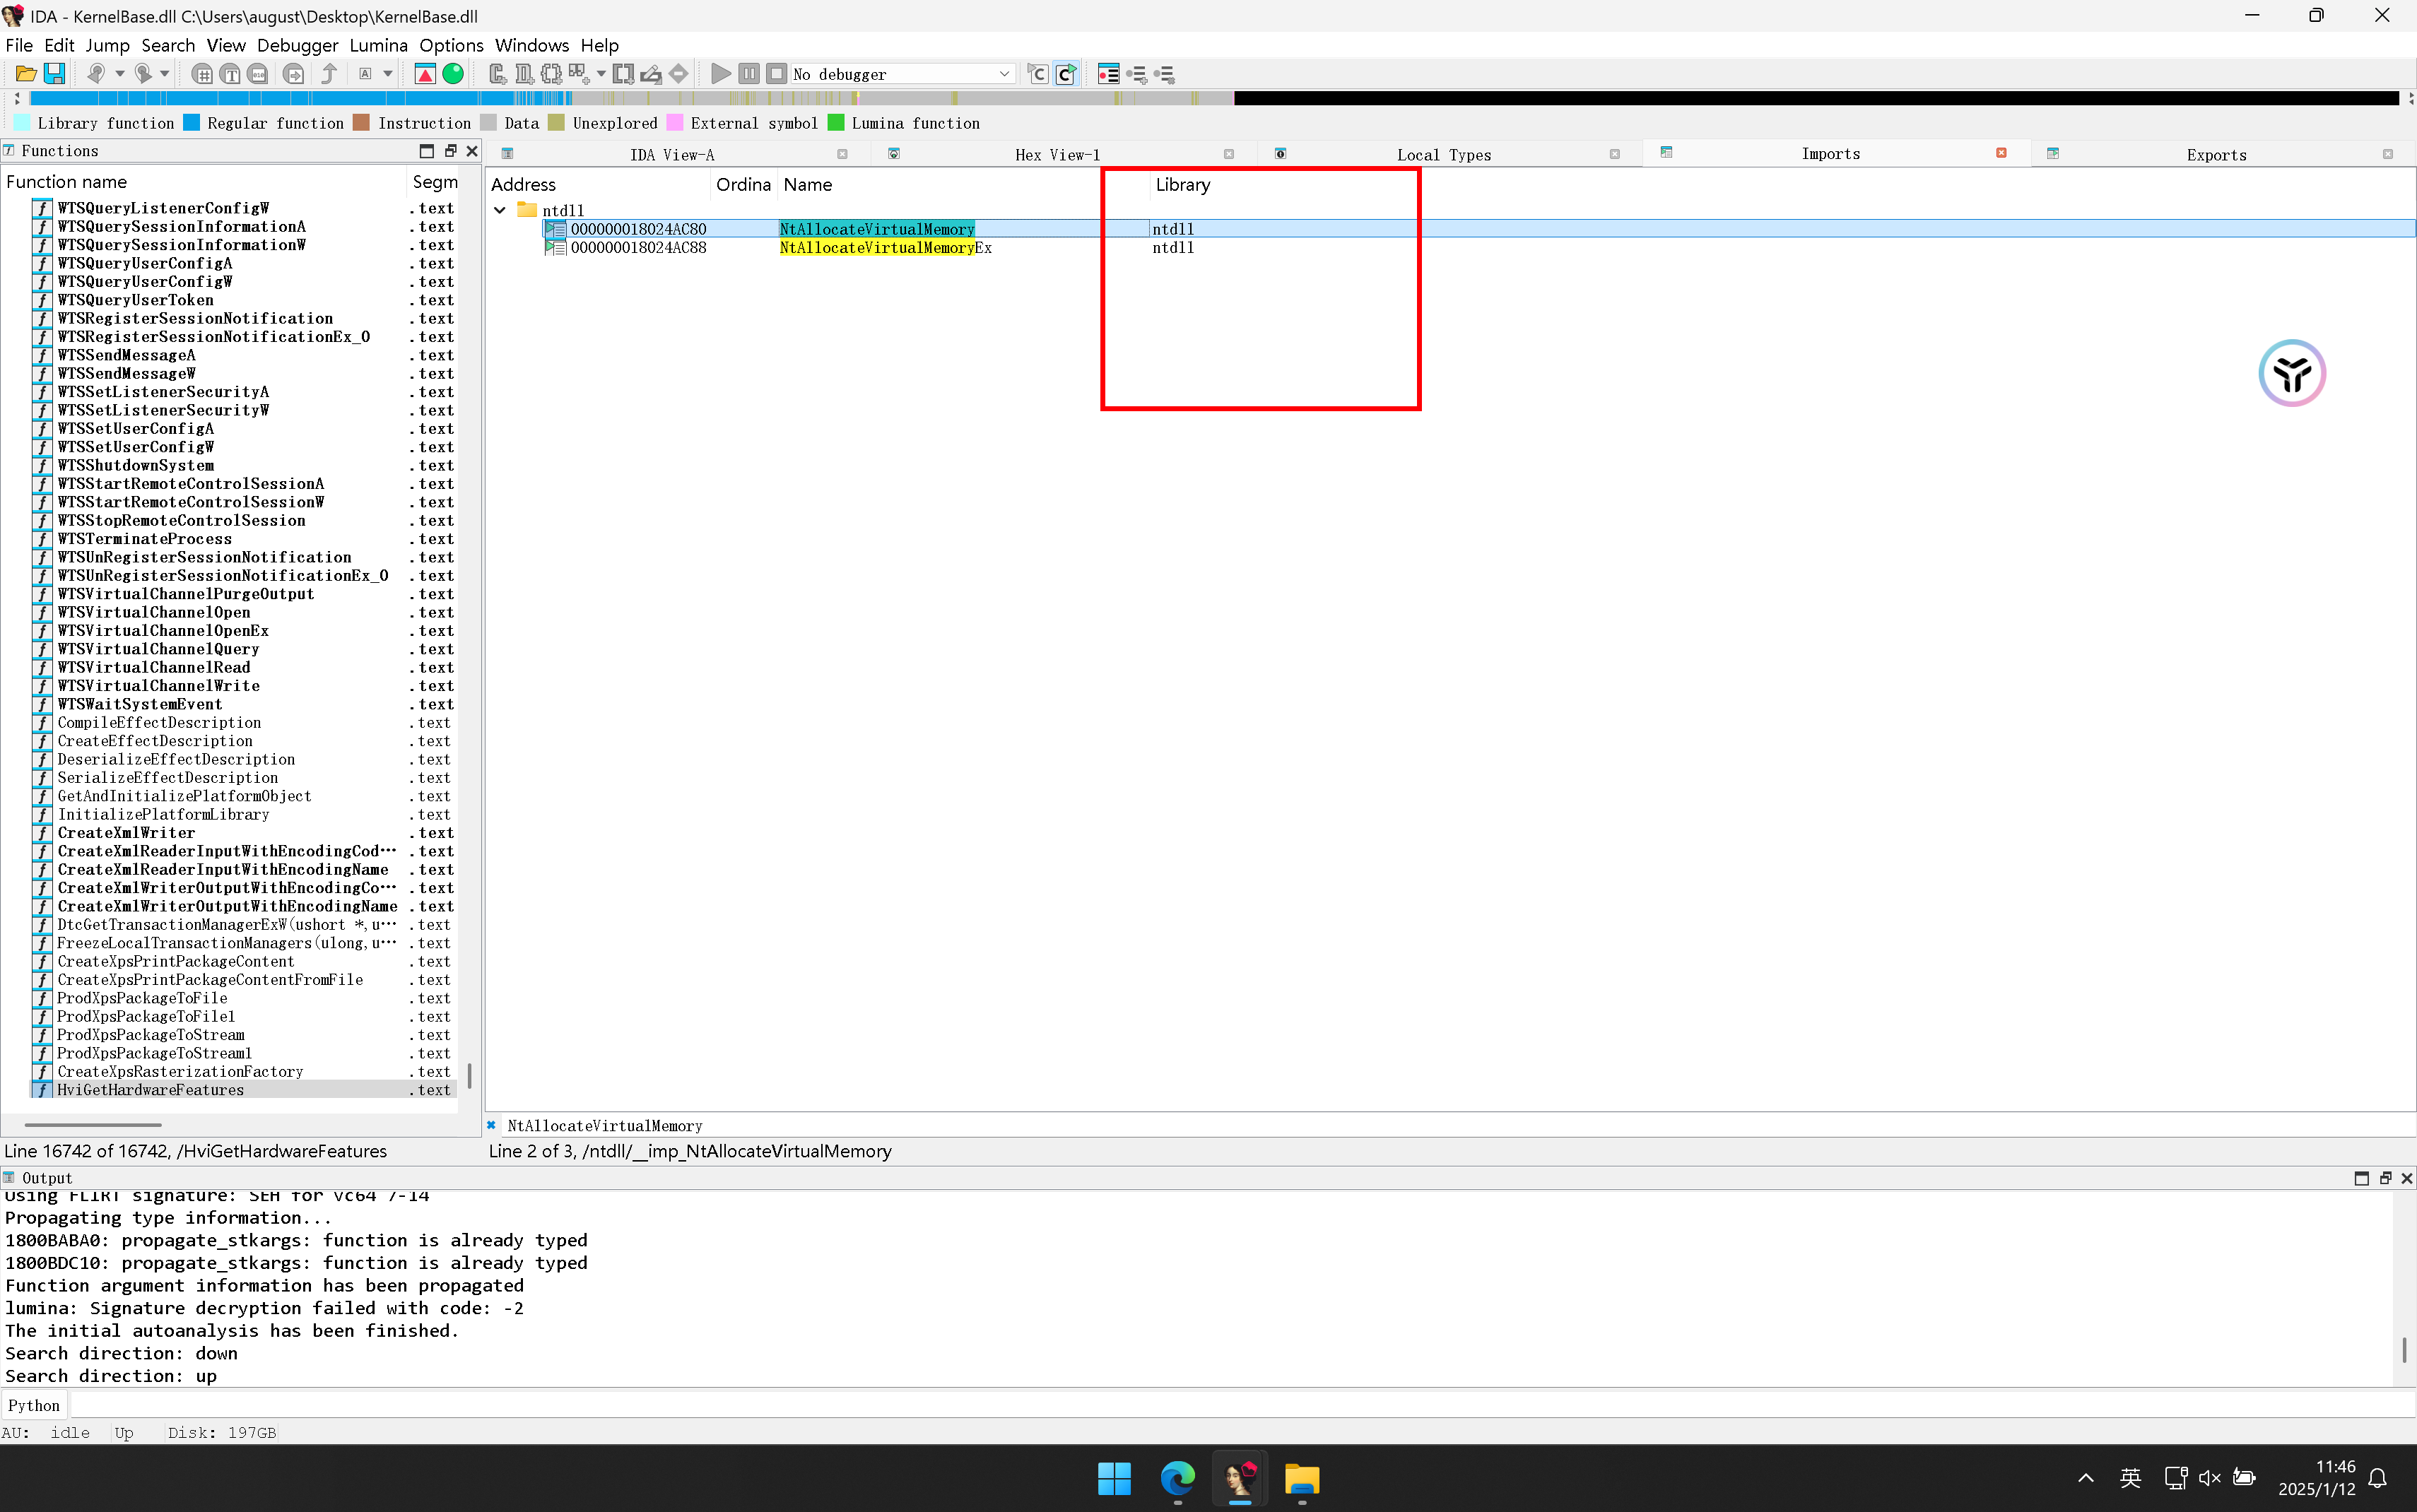 IDA - KernelBase.dll C:\Users\august\Desktop\KernelBase.dll
File Edit Jump Search View Debugger Lumina Options Windows Help
No debugger
Library function Regular function Instruction Data Unexplored External symbol Lumina function
Functions
Function name Segm
WTSQueryListenerConfigW .text
WTSQuerySessionInformationA .text
WTSQuerySessionInformationW .text
WTSQueryUserConfigA .text
WTSQueryUserConfigW .text
WTSQueryUserToken .text
WTSRegisterSessionNotification .text
WTSRegisterSessionNotificationEx_0 .text
WTSSendMessageA .text
WTSSendMessageW .text
WTSSetListenerSecurityA .text
WTSSetListenerSecurityW .text
WTSSetUserConfigA .text
WTSSetUserConfigW .text
WTSShutdownSystem .text
WTSStartRemoteControlSessionA .text
WTSStartRemoteControlSessionW .text
WTSStopRemoteControlSession .text
WTSTerminateProcess .text
WTSUnRegisterSessionNotification .text
WTSUnRegisterSessionNotificationEx_0 .text
WTSVirtualChannelPurgeOutput .text
WTSVirtualChannelOpen .text
WTSVirtualChannelOpenEx .text
WTSVirtualChannelQuery .text
WTSVirtualChannelRead .text
WTSVirtualChannelWrite .text
WTSWaitSystemEvent .text
CompileEffectDescription .text
CreateEffectDescription .text
DeserializeEffectDescription .text
SerializeEffectDescription .text
GetAndInitializePlatformObject .text
InitializePlatformLibrary .text
CreateXmlWriter .text
CreateXmlReaderInputWithEncodingCod… .text
CreateXmlReaderInputWithEncodingName .text
CreateXmlWriterOutputWithEncodingCo… .text
CreateXmlWriterOutputWithEncodingName .text
DtcGetTransactionManagerExW(ushort *,u… .text
FreezeLocalTransactionManagers(ulong,u… .text
CreateXpsPrintPackageContent .text
CreateXpsPrintPackageContentFromFile .text
ProdXpsPackageToFile .text
ProdXpsPackageToFile1 .text
ProdXpsPackageToStream .text
ProdXpsPackageToStream1 .text
CreateXpsRasterizationFactory .text
HviGetHardwareFeatures .text
Line 16742 of 16742, /HviGetHardwareFeatures
IDA View-A Hex View-1 Local Types Imports Exports
Address Ordina Name Library
ntdll
000000018024AC80 NtAllocateVirtualMemory ntdll
000000018024AC88 NtAllocateVirtualMemoryEx ntdll
NtAllocateVirtualMemory
Line 2 of 3, /ntdll/__imp_NtAllocateVirtualMemory
Output
Using FLIRT signature: SEH for vc64 7-14
Propagating type information...
1800BABA0: propagate_stkargs: function is already typed
1800BDC10: propagate_stkargs: function is already typed
Function argument information has been propagated
lumina: Signature decryption failed with code: -2
The initial autoanalysis has been finished.
Search direction: down
Search direction: up
Python
AU: idle Up Disk: 197GB
英
11:46
2025/1/12